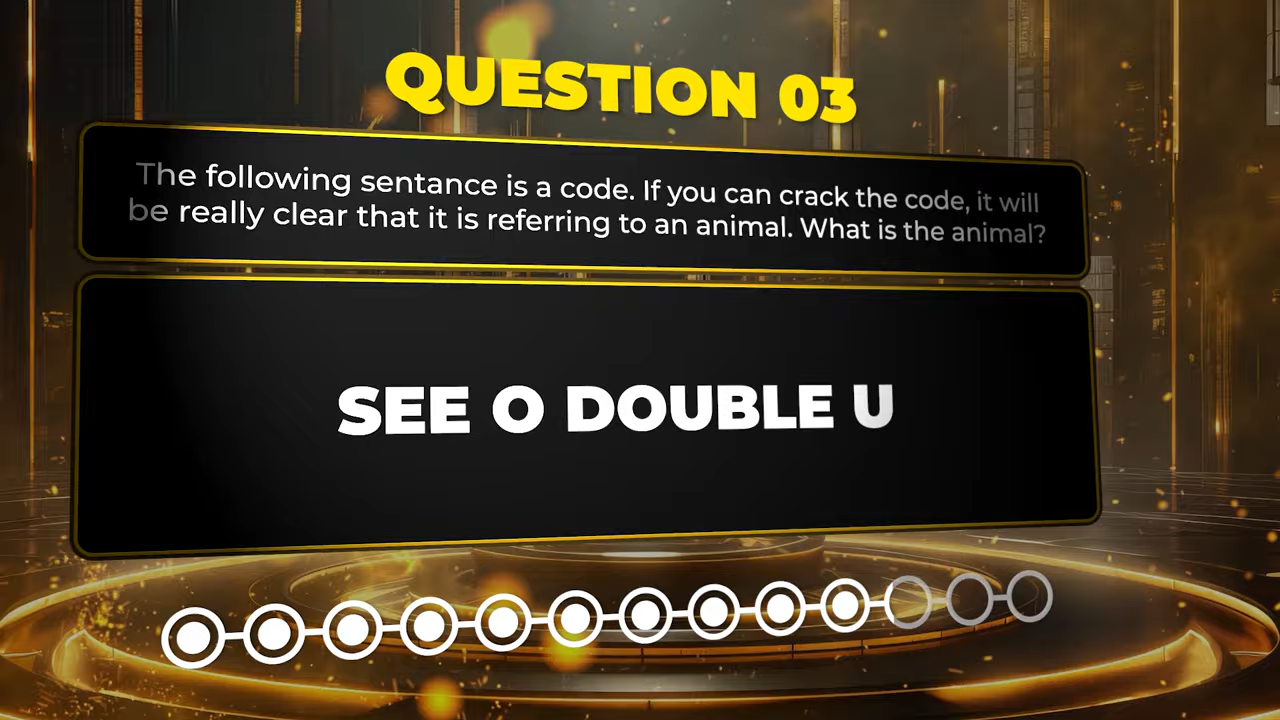 QUESTION 03
The following sentance is a code. If you can crack the code, it will
be really clear that it is referring to an animal. What is the animal?
SEE O DOUBLE U